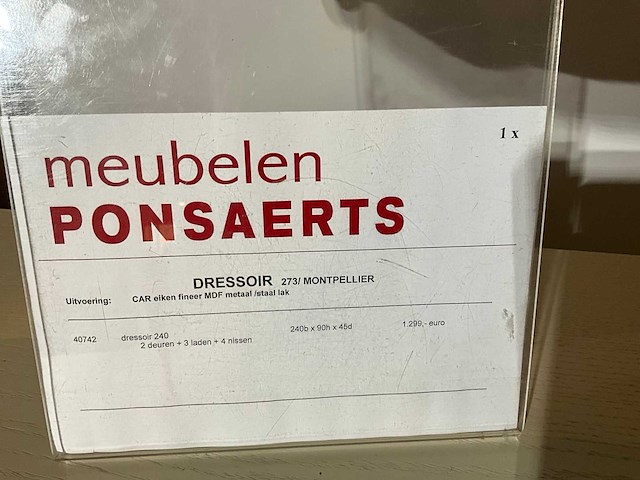 1 x
meubelen
PONSAERTS
DRESSOIR 273/ MONTPELLIER
Uitvoering: CAR eiken fineer MDF metaal /staal lak
40742 dressoir 240 240b x 90h x 45d 1.299,- euro
2 deuren + 3 laden + 4 nissen